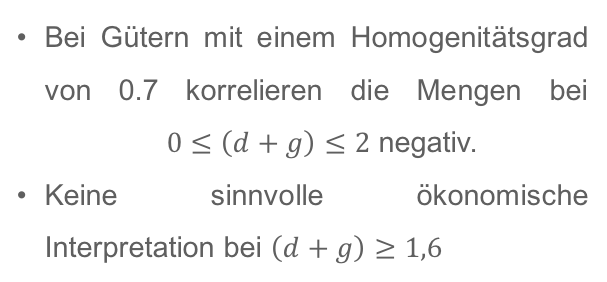 • Bei Gütern mit einem Homogenitätsgrad
von 0.7 korrelieren die Mengen bei
0 ≤ (d + g) ≤ 2 negativ.
• Keine sinnvolle ökonomische
Interpretation bei (d + g) ≥ 1,6